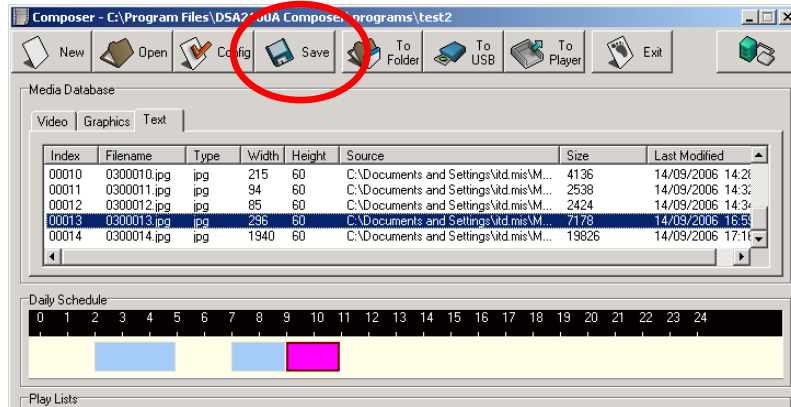 Composer - C:\Program Files\DSA2100A Composer\programs\test2
New Open Config Save To Folder To USB To Player Exit
Media Database
Video Graphics Text
Index Filename Type Width Height Source Size Last Modified
00010 0300010.jpg jpg 215 60 C:\Documents and Settings\itd.mis\M... 4136 14/09/2006 14:28
00011 0300011.jpg jpg 94 60 C:\Documents and Settings\itd.mis\M... 2538 14/09/2006 14:32
00012 0300012.jpg jpg 85 60 C:\Documents and Settings\itd.mis\M... 2424 14/09/2006 14:34
00013 0300013.jpg jpg 296 60 C:\Documents and Settings\itd.mis\M... 7178 14/09/2006 16:59
00014 0300014.jpg jpg 1940 60 C:\Documents and Settings\itd.mis\M... 19826 14/09/2006 17:16
Daily Schedule
0 1 2 3 4 5 6 7 8 9 10 11 12 13 14 15 16 17 18 19 20 21 22 23 24
Play Lists